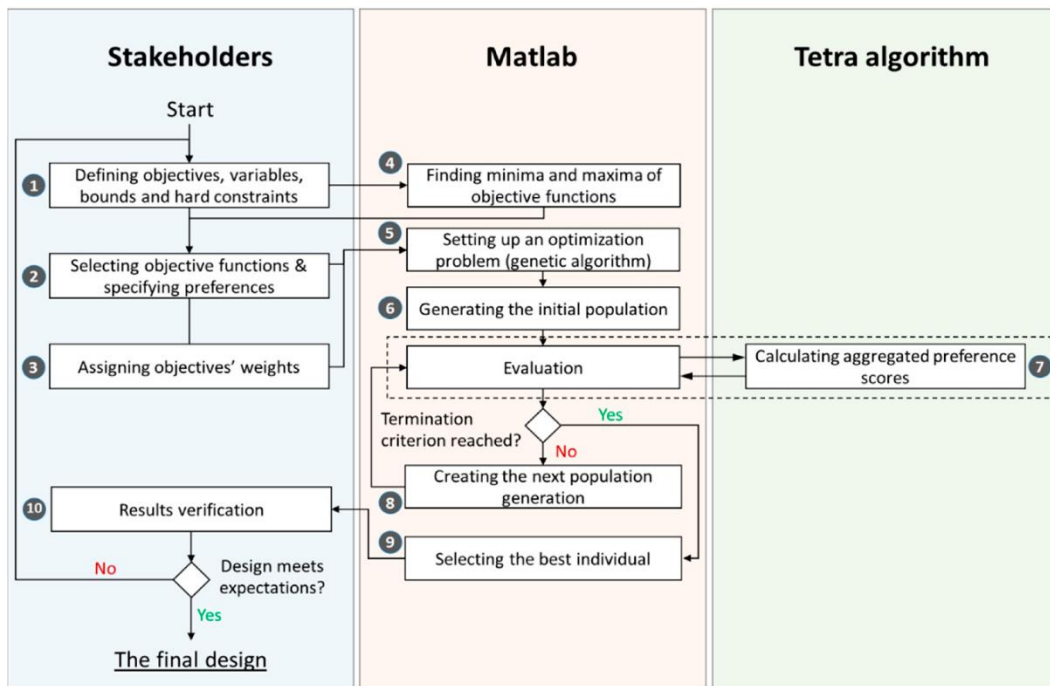 Stakeholders
Matlab
Tetra algorithm
Start
1
Defining objectives, variables,
bounds and hard constraints
4
Finding minima and maxima of
objective functions
2
Selecting objective functions &
specifying preferences
5
Setting up an optimization
problem (genetic algorithm)
6
Generating the initial population
3
Assigning objectives’ weights
Evaluation
Calculating aggregated preference
scores
7
Termination
criterion reached?
Yes
No
8
Creating the next population
generation
9
Selecting the best individual
10
Results verification
No
Design meets
expectations?
Yes
The final design